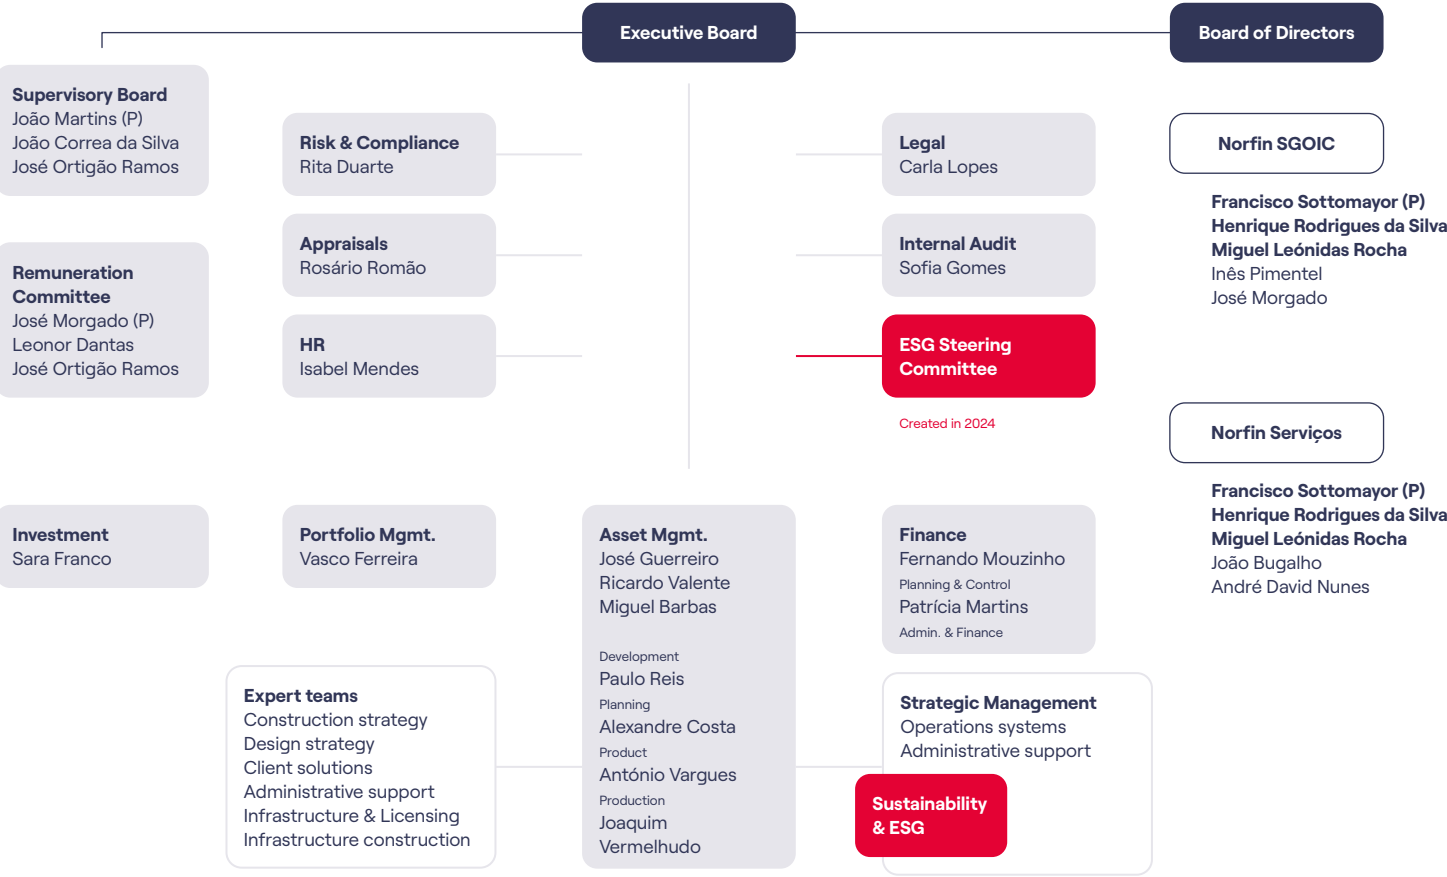 Executive Board
Board of Directors
Supervisory Board
João Martins (P)
João Correa da Silva
José Ortigão Ramos
Remuneration
Committee
José Morgado (P)
Leonor Dantas
José Ortigão Ramos
Risk & Compliance
Rita Duarte
Appraisals
Rosário Romão
HR
Isabel Mendes
Legal
Carla Lopes
Internal Audit
Sofia Gomes
ESG Steering
Committee
Created in 2024
Norfin SGOIC
Francisco Sottomayor (P)
Henrique Rodrigues da Silva
Miguel Leónidas Rocha
Inês Pimentel
José Morgado
Norfin Serviços
Francisco Sottomayor (P)
Henrique Rodrigues da Silva
Miguel Leónidas Rocha
João Bugalho
André David Nunes
Investment
Sara Franco
Portfolio Mgmt.
Vasco Ferreira
Asset Mgmt.
José Guerreiro
Ricardo Valente
Miguel Barbas
Development
Paulo Reis
Planning
Alexandre Costa
Product
António Vargues
Production
Joaquim
Vermelhudo
Finance
Fernando Mouzinho
Planning & Control
Patrícia Martins
Admin. & Finance
Expert teams
Construction strategy
Design strategy
Client solutions
Administrative support
Infrastructure & Licensing
Infrastructure construction
Strategic Management
Operations systems
Administrative support
Sustainability
& ESG